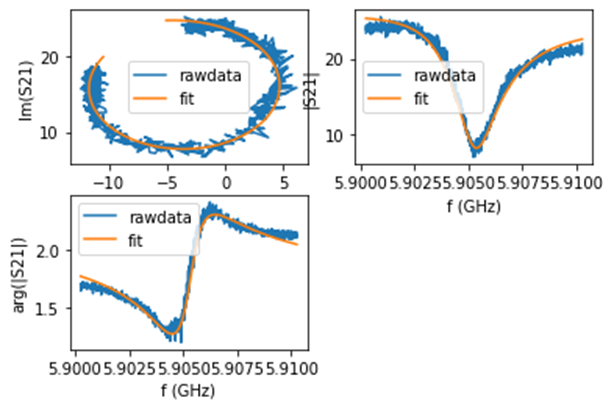 Im(S21)
20
10
rawdata
fit
−10 −5 0 5
|S21|
20
10
rawdata
fit
5.9000 5.9025 5.9050 5.9075 5.9100
f (GHz)
arg(|S21|)
2.0
1.5
rawdata
fit
5.9000 5.9025 5.9050 5.9075 5.9100
f (GHz)